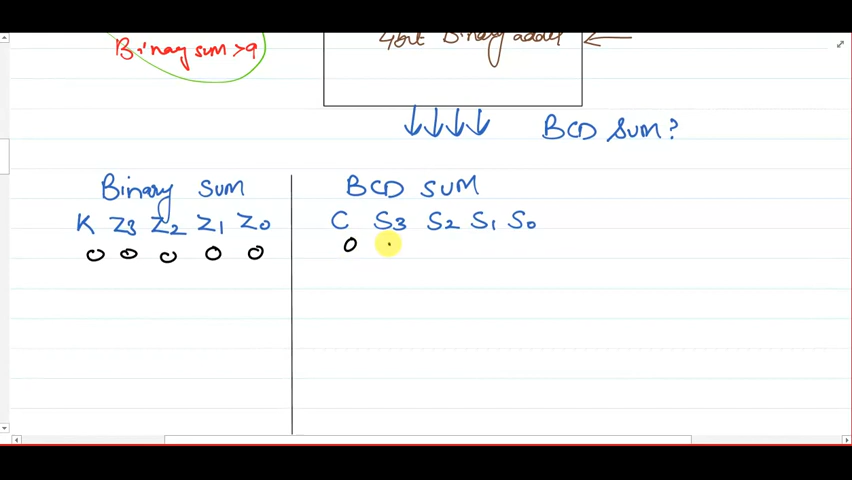 4bit Binary adder
Binary sum >9
BCD SUM?
Binary SUM
BCD SUM
K Z3 Z2 Z1 Z0
C S3 S2 S1 S0
0 0 0 0 0
0